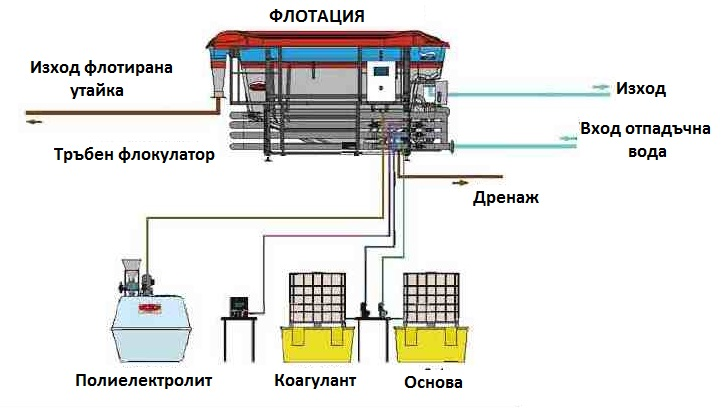 ФЛОТАЦИЯ
Изход флотирана
утайка
Изход
Вход отпадъчна
вода
Тръбен флокулатор
Дренаж
Полиелектролит
Коагулант
Основа